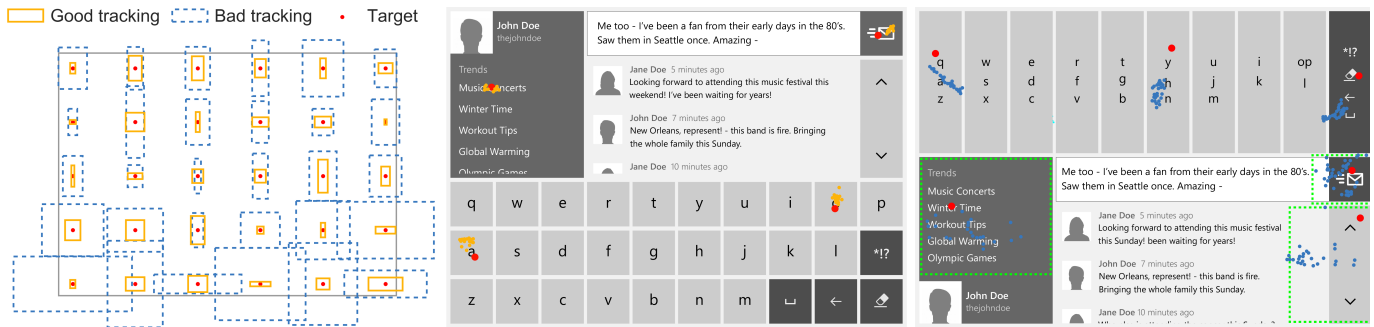 Good tracking Bad tracking Target
John Doe
thejohndoe
Me too - I've been a fan from their early days in the 80's.
Saw them in Seattle once. Amazing -
Trends
Music Concerts
Winter Time
Workout Tips
Global Warming
Olympic Games
Jane Doe 5 minutes ago
Looking forward to attending this music festival this
weekend! I've been waiting for years!
John Doe 7 minutes ago
New Orleans, represent! - this band is fire. Bringing
the whole family this Sunday.
Jane Doe 10 minutes ago
q w e r t y u i p
a s d f g h j k l *!?
z x c v b n m
q w e r t y u i op *!?
a s d f g h j k l
z x c v b n m
Trends
Music Concerts
Winter Time
Workout Tips
Global Warming
Olympic Games
John Doe
thejohndoe
Me too - I've been a fan from their early days in the 80's.
Saw them in Seattle once. Amazing -
Jane Doe 5 minutes ago
Looking forward to attending this music festival
this Sunday! been waiting for years!
John Doe 7 minutes ago
New Orleans, represent! - this band is fire.
Bringing the whole family this Sunday.
Jane Doe 10 minutes ago